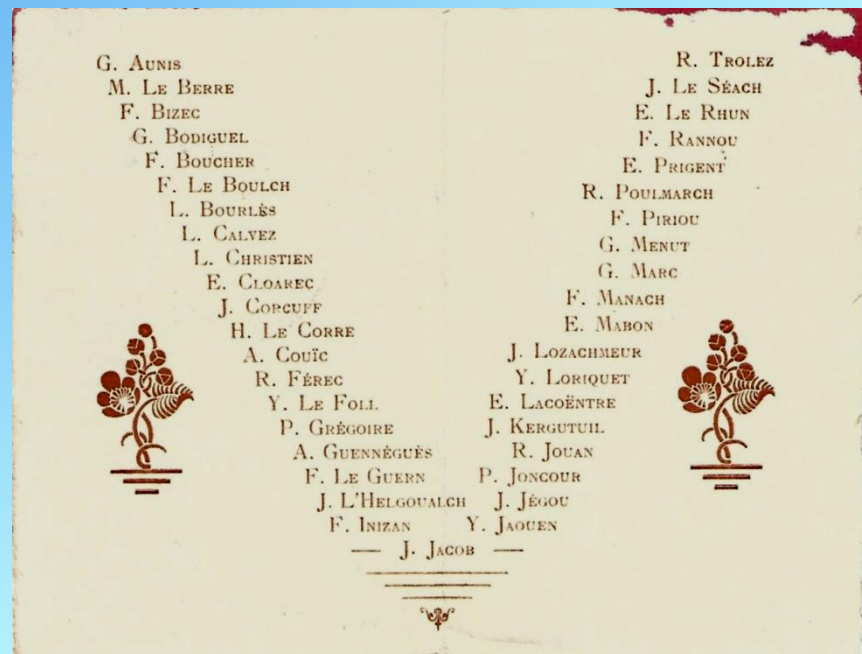 G. AUNIS
M. LE BERRE
F. BIZEC
G. BODIGUEL
F. BOUCHER
F. LE BOULCH
L. BOURLÈS
L. CALVEZ
L. CHRISTIEN
E. CLOAREC
J. CORCUFF
H. LE CORRE
A. COUÏC
R. FÉREC
Y. LE FOLL
P. GRÉGOIRE
A. GUENNÉGUÈS
F. LE GUERN
J. L'HELGOUALCH
F. INIZAN
R. TROLEZ
J. LE SÉACH
E. LE RHUN
F. RANNOU
E. PRIGENT
R. POULMARCH
F. PIRIOU
G. MENUT
G. MARC
F. MANACH
E. MABON
J. LOZACHMEUR
Y. LORIQUET
E. LACOËNTRE
J. KERGUTUIL
R. JOUAN
P. JONCOUR
J. JÉGOU
Y. JAOUEN
— J. JACOB —